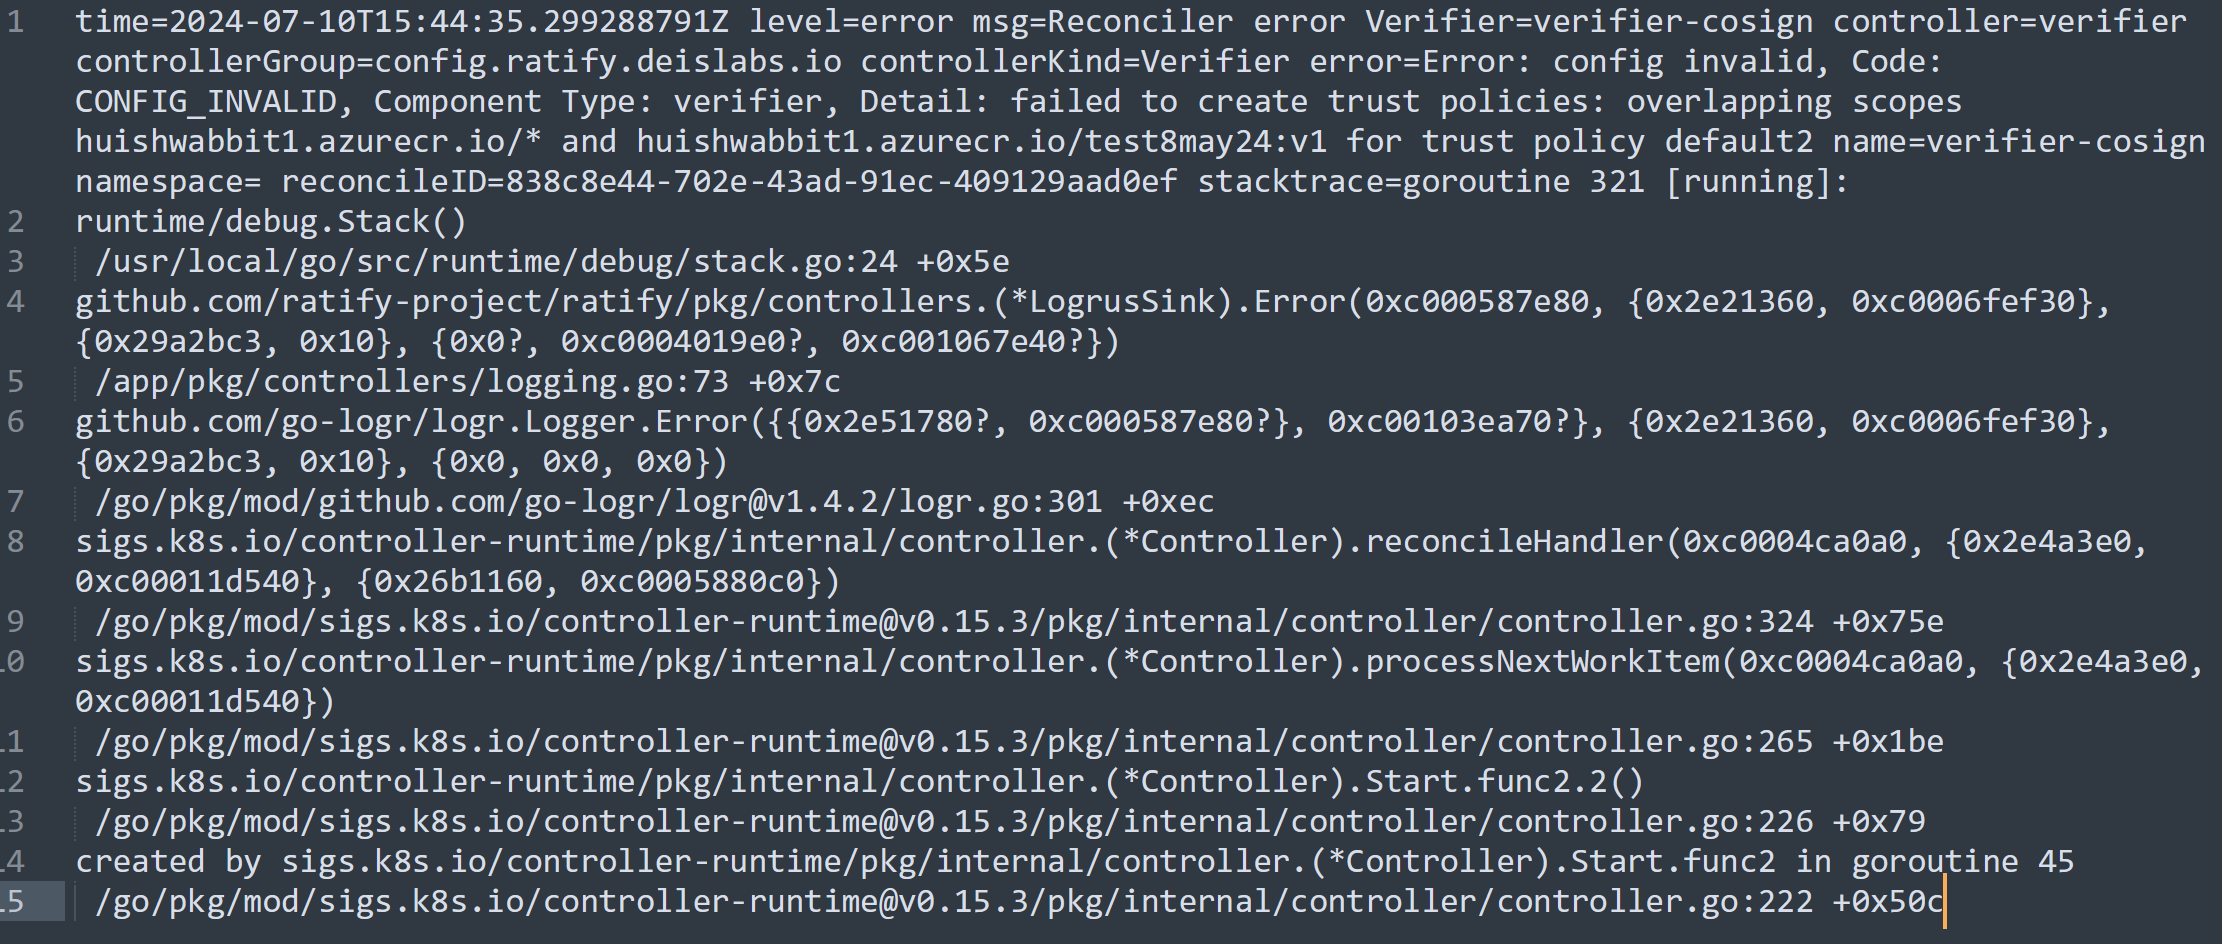 1 time=2024-07-10T15:44:35.299288791Z level=error msg=Reconciler error Verifier=verifier-cosign controller=verifier
controllerGroup=config.ratify.deislabs.io controllerKind=Verifier error=Error: config invalid, Code:
CONFIG_INVALID, Component Type: verifier, Detail: failed to create trust policies: overlapping scopes
huishwabbit1.azurecr.io/* and huishwabbit1.azurecr.io/test8may24:v1 for trust policy default2 name=verifier-cosign
namespace= reconcileID=838c8e44-702e-43ad-91ec-409129aad0ef stacktrace=goroutine 321 [running]:
2 runtime/debug.Stack()
3 /usr/local/go/src/runtime/debug/stack.go:24 +0x5e
4 github.com/ratify-project/ratify/pkg/controllers.(*LogrusSink).Error(0xc000587e80, {0x2e21360, 0xc0006fef30},
{0x29a2bc3, 0x10}, {0x0?, 0xc0004019e0?, 0xc001067e40?})
5 /app/pkg/controllers/logging.go:73 +0x7c
6 github.com/go-logr/logr.Logger.Error({{0x2e51780?, 0xc000587e80?}, 0xc00103ea70?}, {0x2e21360, 0xc0006fef30},
{0x29a2bc3, 0x10}, {0x0, 0x0, 0x0})
7 /go/pkg/mod/github.com/go-logr/logr@v1.4.2/logr.go:301 +0xec
8 sigs.k8s.io/controller-runtime/pkg/internal/controller.(*Controller).reconcileHandler(0xc0004ca0a0, {0x2e4a3e0,
0xc00011d540}, {0x26b1160, 0xc0005880c0})
9 /go/pkg/mod/sigs.k8s.io/controller-runtime@v0.15.3/pkg/internal/controller/controller.go:324 +0x75e
10 sigs.k8s.io/controller-runtime/pkg/internal/controller.(*Controller).processNextWorkItem(0xc0004ca0a0, {0x2e4a3e0,
0xc00011d540})
11 /go/pkg/mod/sigs.k8s.io/controller-runtime@v0.15.3/pkg/internal/controller/controller.go:265 +0x1be
12 sigs.k8s.io/controller-runtime/pkg/internal/controller.(*Controller).Start.func2.2()
13 /go/pkg/mod/sigs.k8s.io/controller-runtime@v0.15.3/pkg/internal/controller/controller.go:226 +0x79
14 created by sigs.k8s.io/controller-runtime/pkg/internal/controller.(*Controller).Start.func2 in goroutine 45
15 /go/pkg/mod/sigs.k8s.io/controller-runtime@v0.15.3/pkg/internal/controller/controller.go:222 +0x50c